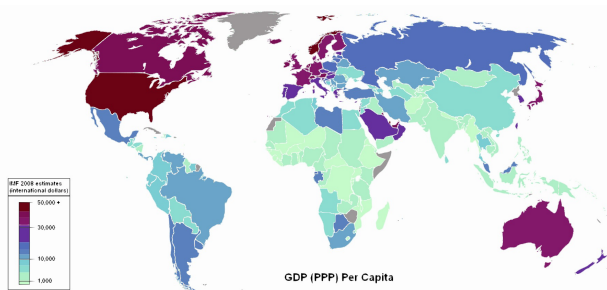 IMF 2008 estimates
(international dollars)
50,000 +
30,000
10,000
1,000
GDP (PPP) Per Capita